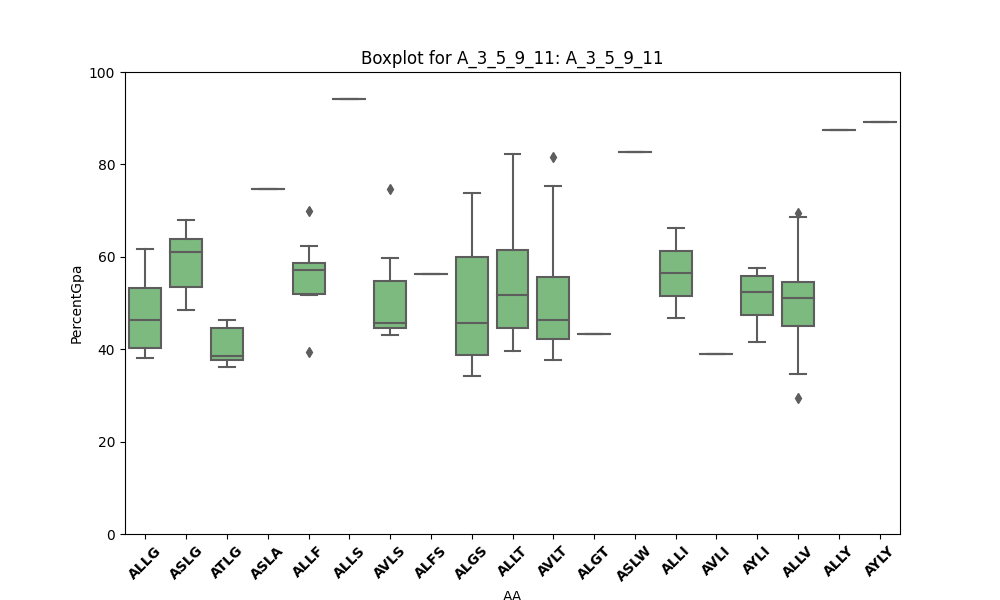 Boxplot for A_3_5_9_11: A_3_5_9_11
PercentGpa
100
80
60
40
20
0
ALLG ASLG ATLG ASLA ALLF ALLS AVLS ALFS ALGS ALLT AVLT ALGT ASLW ALLI AVLI AYLI ALLV ALLY AYLY
AA